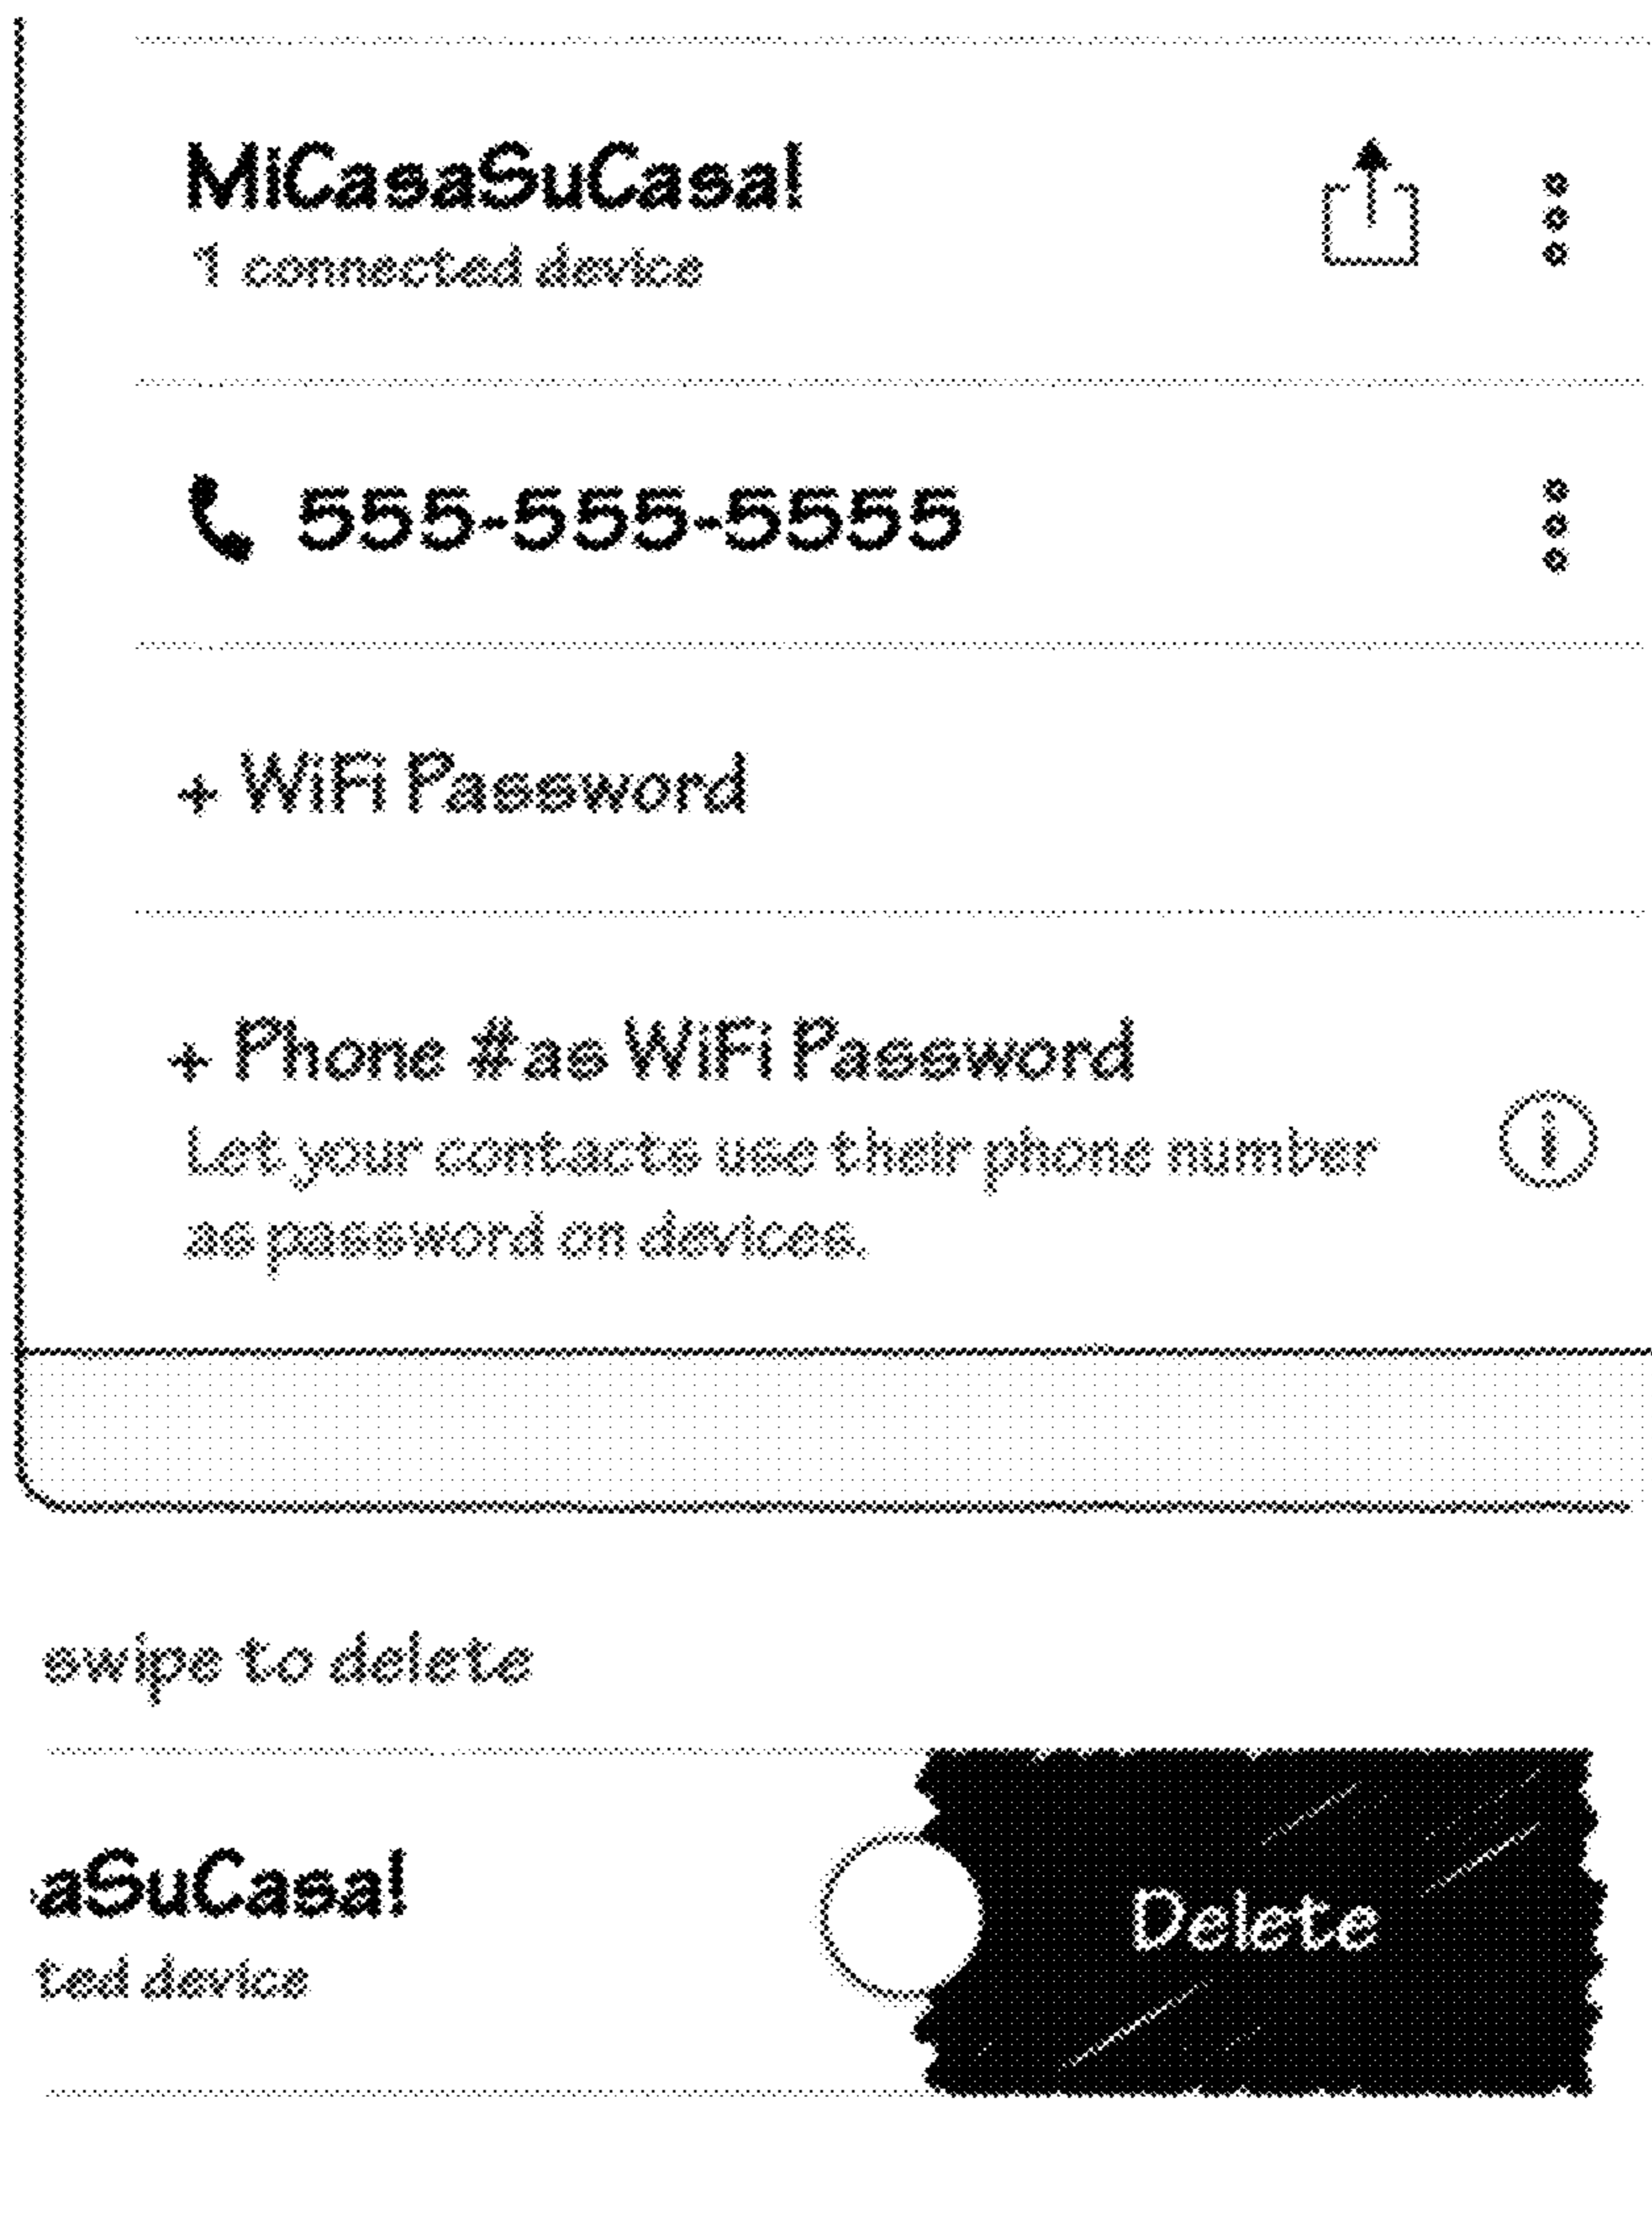 MiCasaSuCasa!
1 connected device
555-555-5555
+ WiFi Password
+ Phone #as WiFi Password
Let your contacts use their phone number
as password on devices.
swipe to delete
aSuCasa!
Delete
ted device